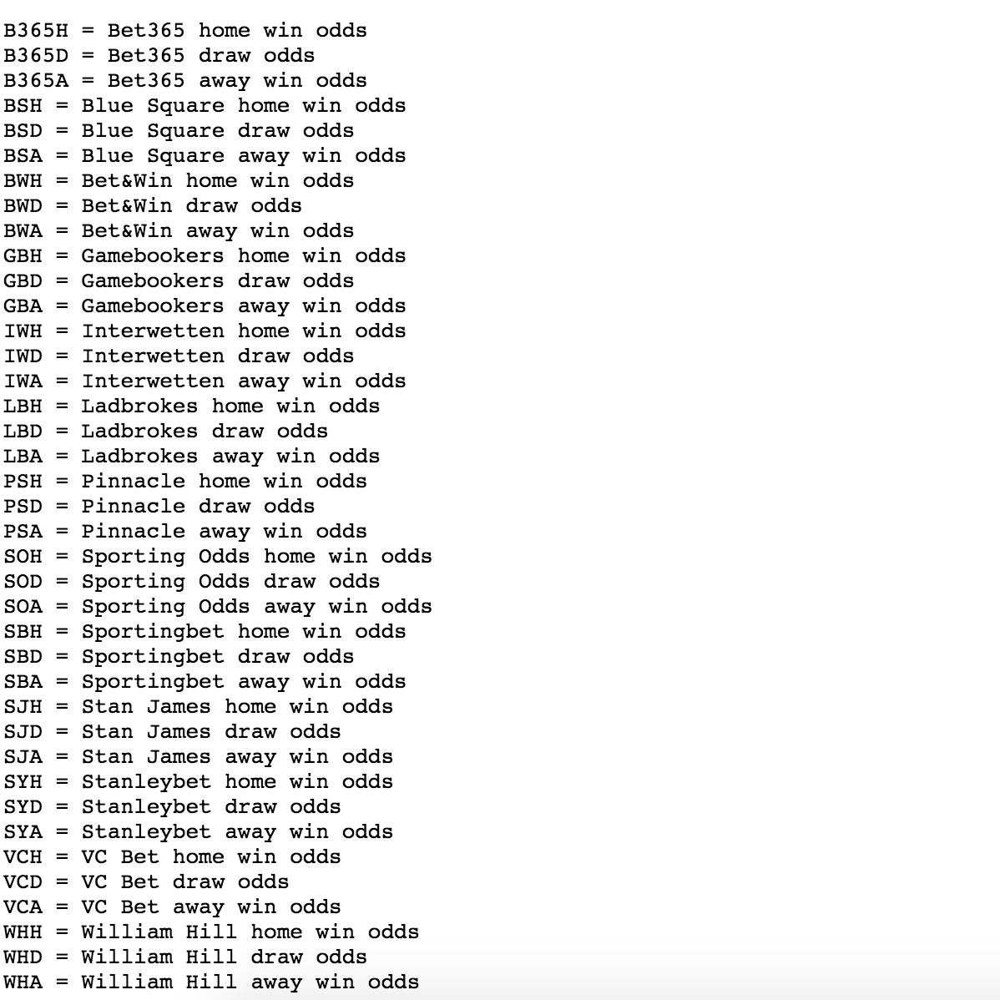 B365H = Bet365 home win odds
B365D = Bet365 draw odds
B365A = Bet365 away win odds
BSH = Blue Square home win odds
BSD = Blue Square draw odds
BSA = Blue Square away win odds
BWH = Bet&Win home win odds
BWD = Bet&Win draw odds
BWA = Bet&Win away win odds
GBH = Gamebookers home win odds
GBD = Gamebookers draw odds
GBA = Gamebookers away win odds
IWH = Interwetten home win odds
IWD = Interwetten draw odds
IWA = Interwetten away win odds
LBH = Ladbrokes home win odds
LBD = Ladbrokes draw odds
LBA = Ladbrokes away win odds
PSH = Pinnacle home win odds
PSD = Pinnacle draw odds
PSA = Pinnacle away win odds
SOH = Sporting Odds home win odds
SOD = Sporting Odds draw odds
SOA = Sporting Odds away win odds
SBH = Sportingbet home win odds
SBD = Sportingbet draw odds
SBA = Sportingbet away win odds
SJH = Stan James home win odds
SJD = Stan James draw odds
SJA = Stan James away win odds
SYH = Stanleybet home win odds
SYD = Stanleybet draw odds
SYA = Stanleybet away win odds
VCH = VC Bet home win odds
VCD = VC Bet draw odds
VCA = VC Bet away win odds
WHH = William Hill home win odds
WHD = William Hill draw odds
WHA = William Hill away win odds